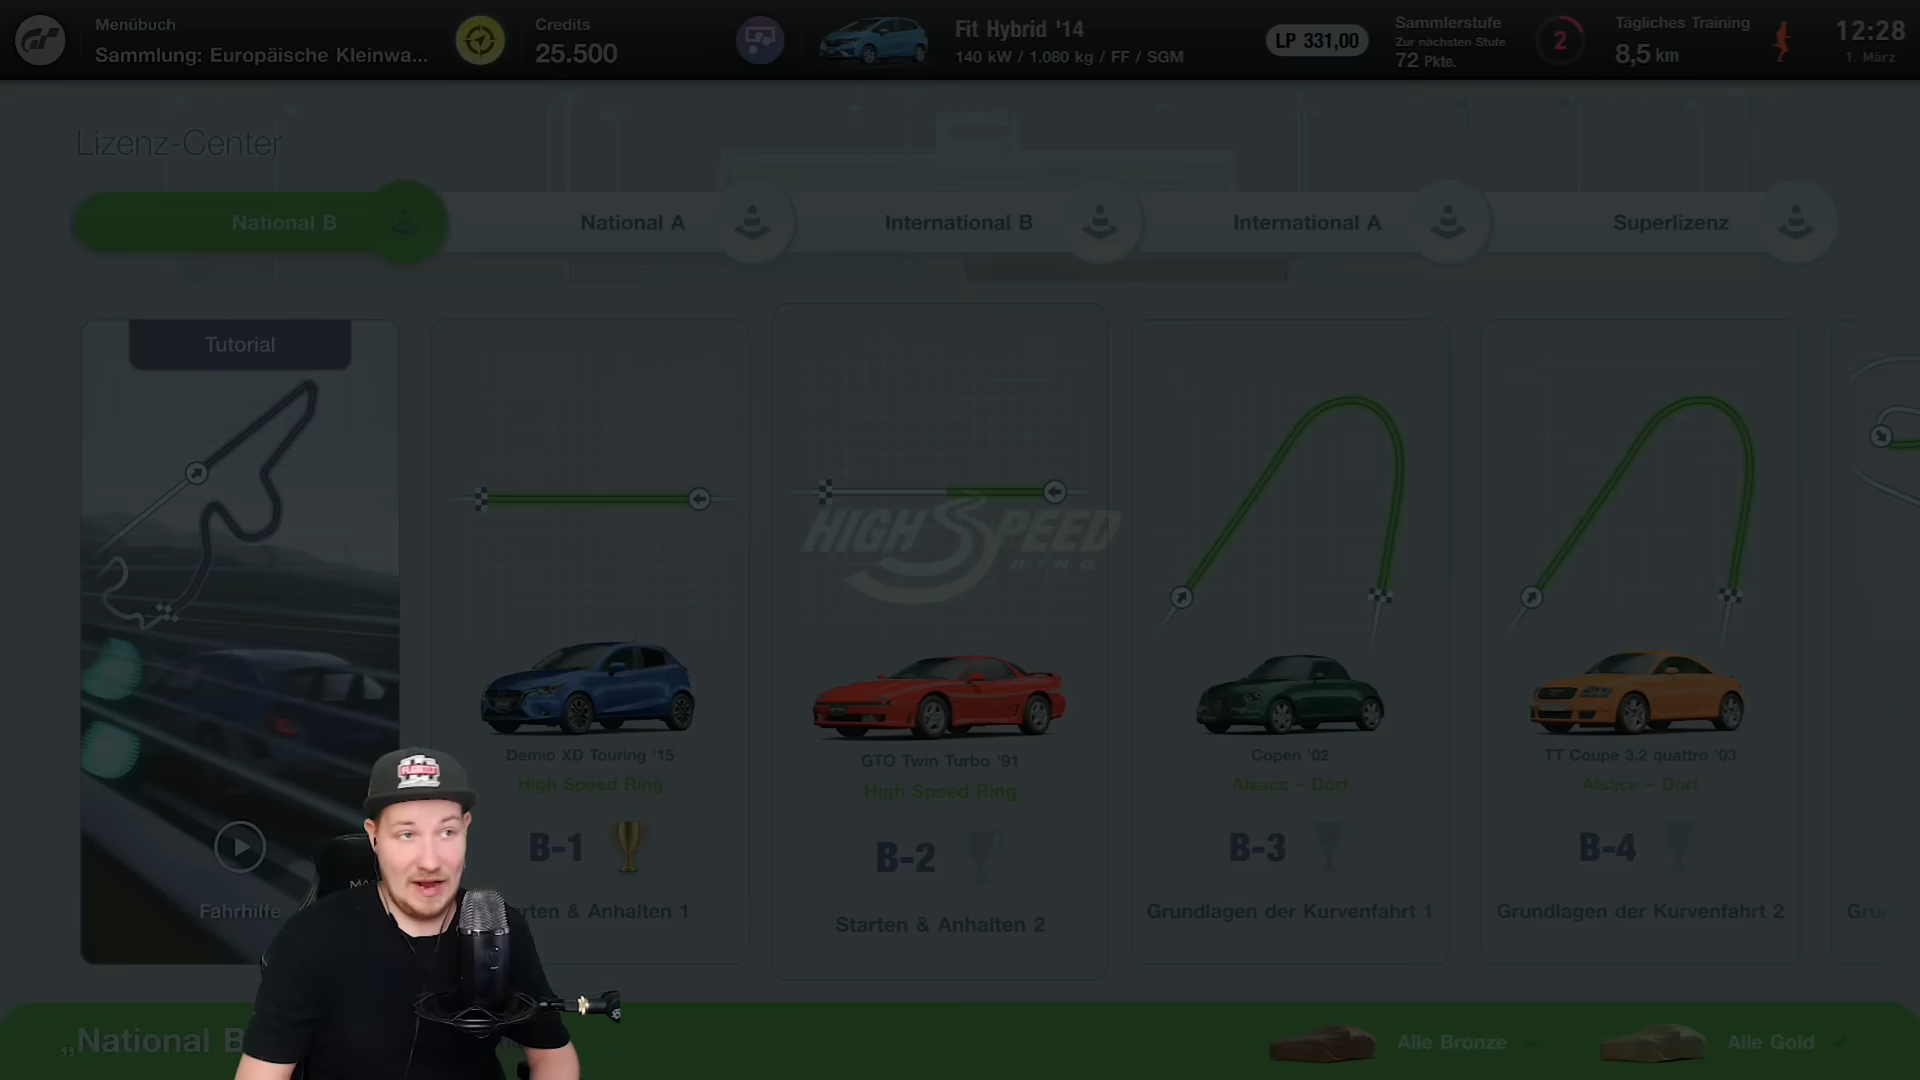 Menübuch
Sammlung: Europäische Kleinwa...
Credits
25.500
Fit Hybrid '14
140 kW / 1.080 kg / FF / SGM
LP 331,00
Sammlerstufe
Zur nächsten Stufe
72 Pkte.
2
Tägliches Training
8,5 km
12:28
1. März
Lizenz-Center
National B
National A
International B
International A
Superlizenz
Tutorial
Fahrhilfe
Demio XD Touring '15
High Speed Ring
B-1
rten & Anhalten 1
HIGH SPEED
RING
GTO Twin Turbo '91
High Speed Ring
B-2
Starten & Anhalten 2
Copen '02
Alsace – Dorf
B-3
Grundlagen der Kurvenfahrt 1
TT Coupé 3.2 quattro '03
Alsace – Dorf
B-4
Grundlagen der Kurvenfahrt 2
Gru
„National B
Alle Bronze
Alle Gold